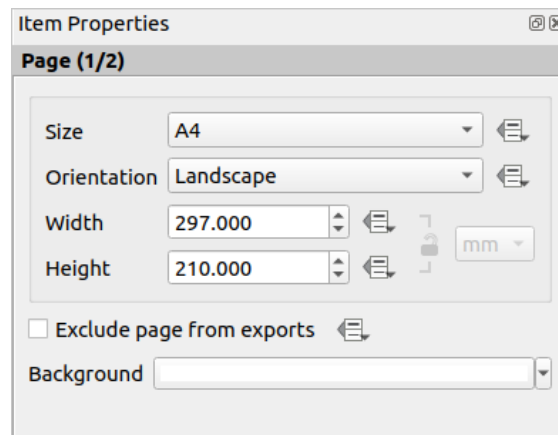 Item Properties
Page (1/2)
Size A4
Orientation Landscape
Width 297.000
mm
Height 210.000
Exclude page from exports
Background